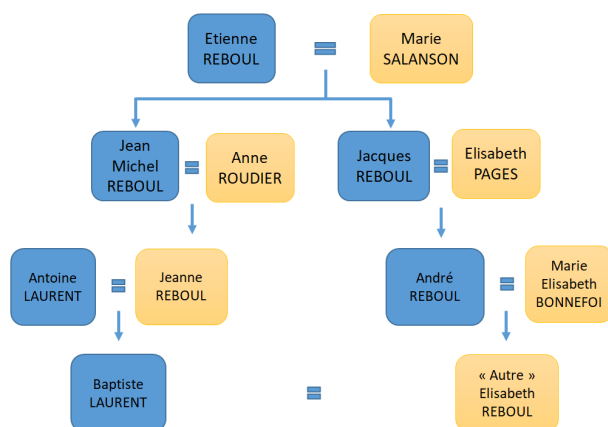 Etienne
REBOUL
Marie
SALANSON
Jean
Michel
REBOUL
Anne
ROUDIER
Jacques
REBOUL
Elisabeth
PAGES
Antoine
LAURENT
Jeanne
REBOUL
André
REBOUL
Marie
Elisabeth
BONNEFOI
Baptiste
LAURENT
« Autre »
Elisabeth
REBOUL